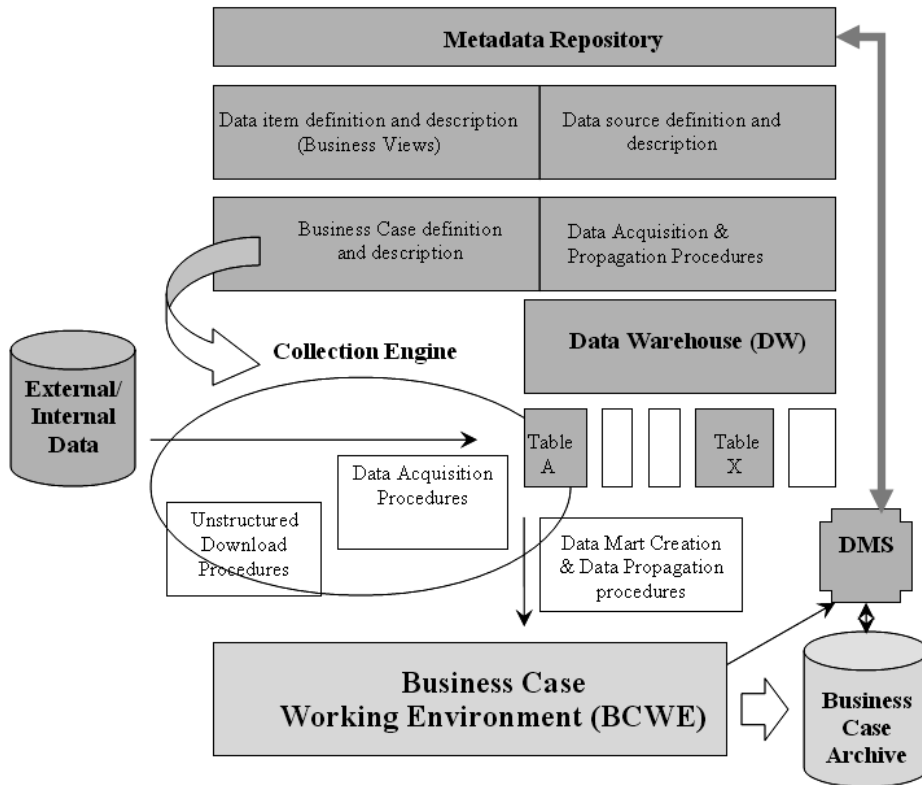 Metadata Repository
Data item definition and description
(Business Views)
Data source definition and
description
Business Case definition
and description
Data Acquisition &
Propagation Procedures
Data Warehouse (DW)
Collection Engine
External/
Internal
Data
Table
A
Table
X
Data Acquisition
Procedures
Unstructured
Download
Procedures
Data Mart Creation
& Data Propagation
procedures
DMS
Business Case
Working Environment (BCWE)
Business
Case
Archive